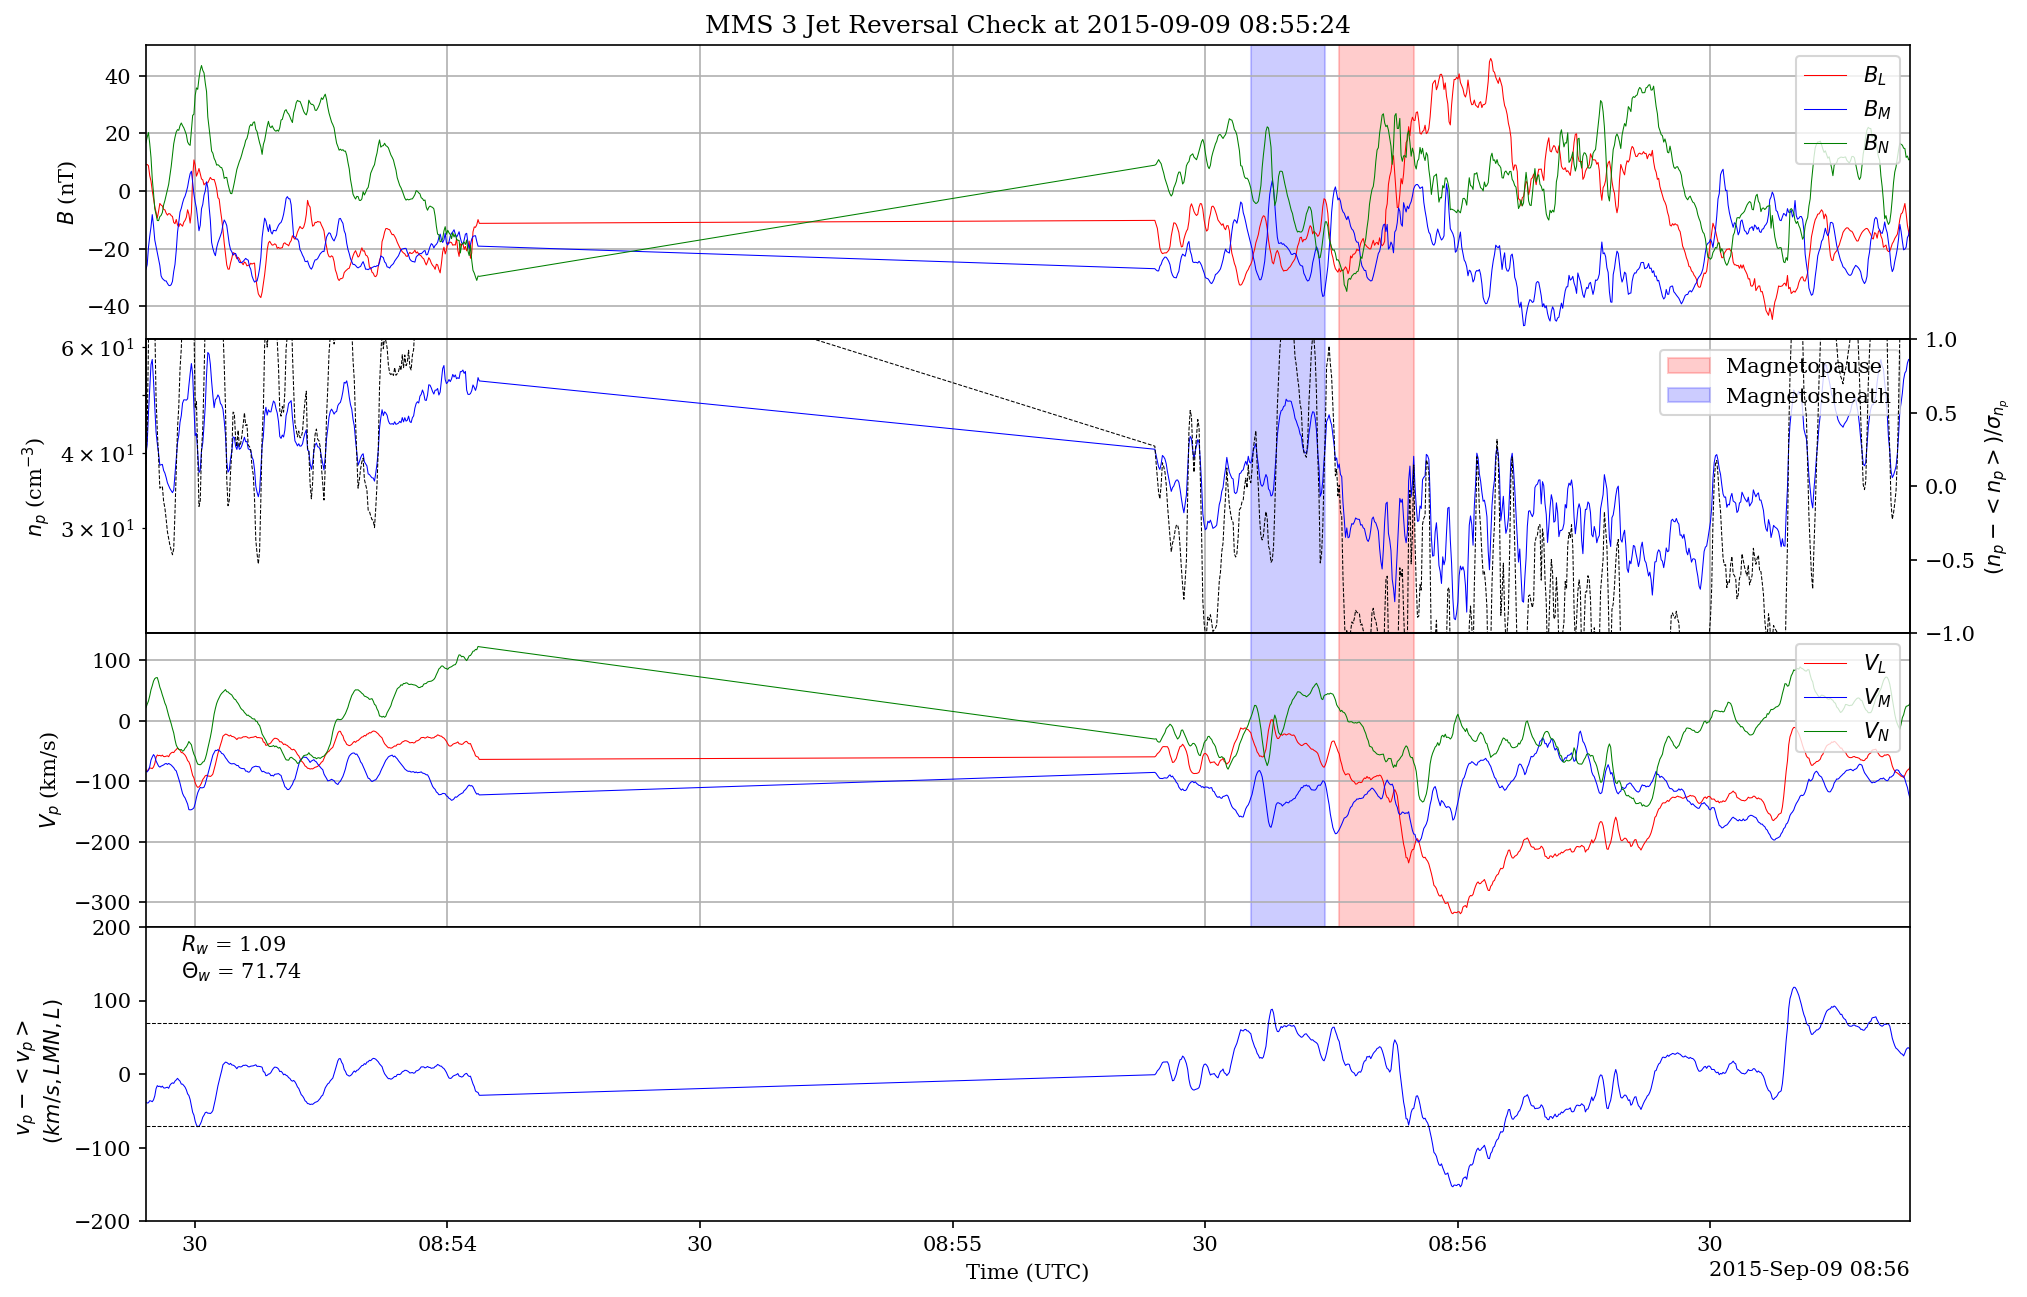 MMS 3 Jet Reversal Check at 2015-09-09 08:55:24
40
20
0
−20
−40
B (nT)
B_L
B_M
B_N
6 × 10^1
4 × 10^1
3 × 10^1
n_p (cm^−3)
Magnetopause
Magnetosheath
1.0
0.5
0.0
−0.5
−1.0
(n_p − < n_p >)/σ_{n_p}
100
0
−100
−200
−300
V_p (km/s)
V_L
V_M
V_N
200
100
0
−100
−200
v_p − < v_p >
(km/s, LMN, L)
R_w = 1.09
Θ_w = 71.74
30 08:54 30 08:55 30 08:56 30
Time (UTC)
2015-Sep-09 08:56